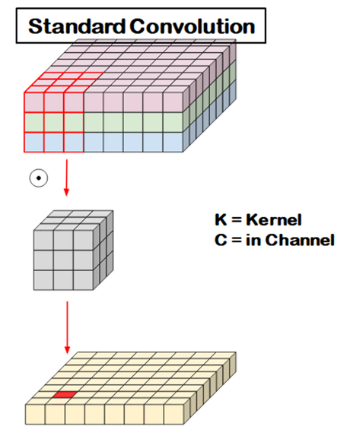 Standard Convolution
K = Kernel
C = in Channel